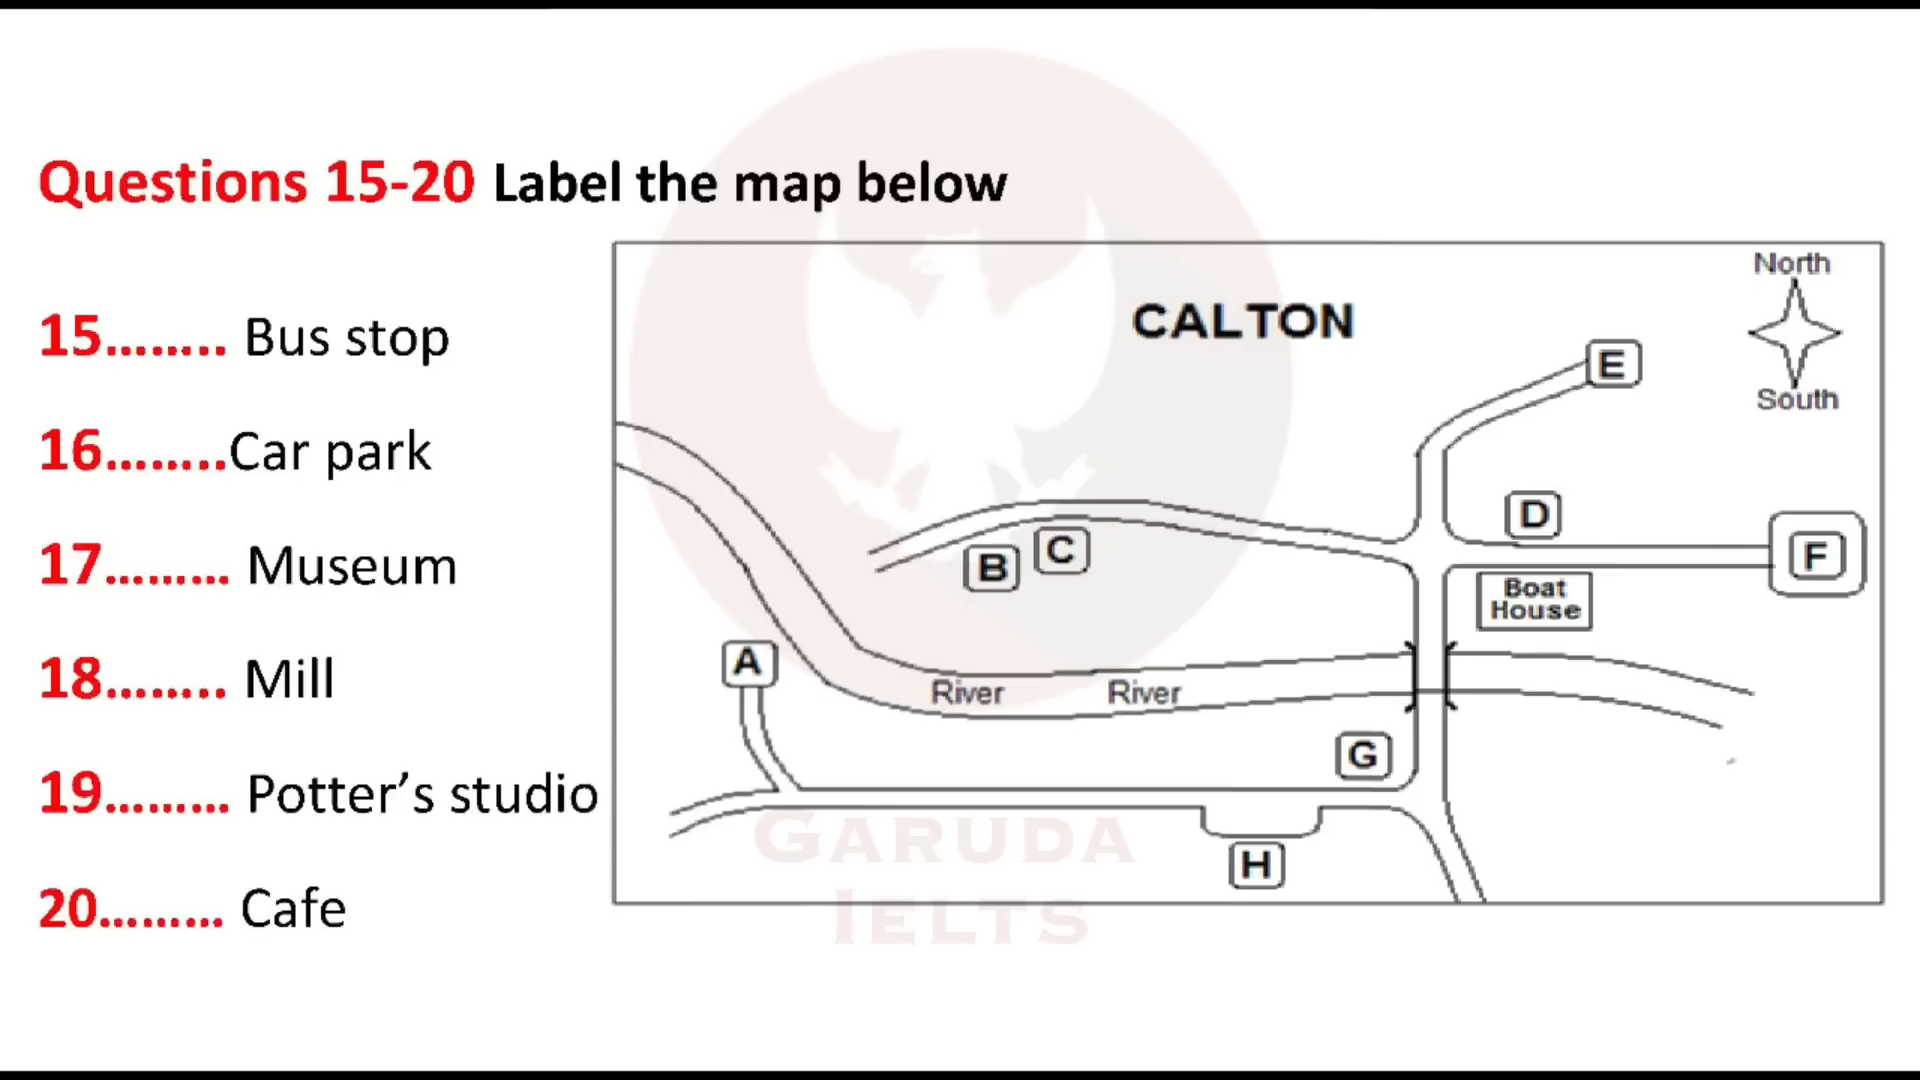 Questions 15-20 Label the map below
15........ Bus stop
16........Car park
17......... Museum
18........ Mill
19......... Potter’s studio
20......... Cafe
CALTON
North
South
E
D
F
B
C
Boat
House
A
River
River
G
H
GARUDA
IELTS